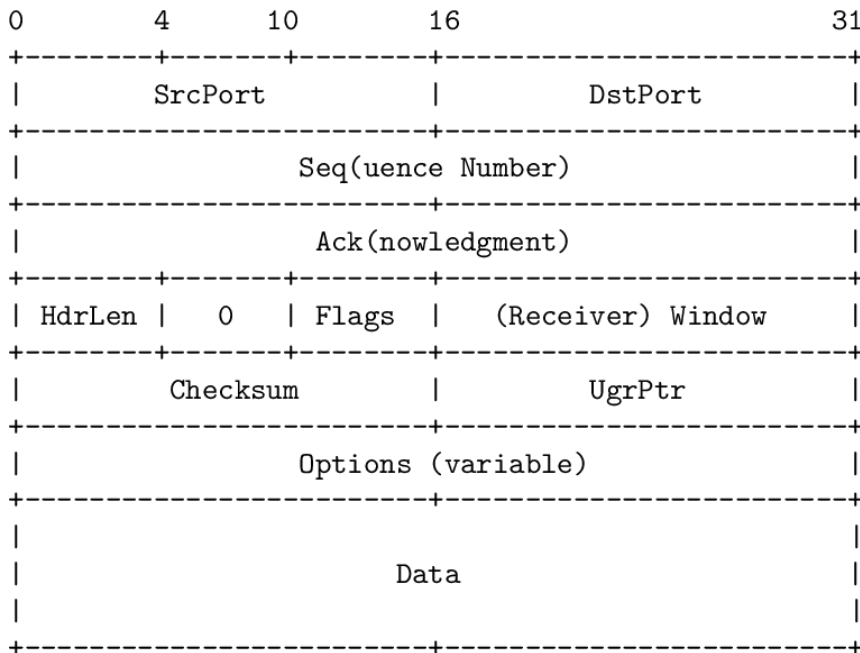 0 4 10 16 31
+--------+-------+--------+-------------------------+
| SrcPort | DstPort |
+-------------------------+-------------------------+
| Seq(uence Number) |
+-------------------------+-------------------------+
| Ack(nowledgment) |
+--------+-------+--------+-------------------------+
| HdrLen | 0 | Flags | (Receiver) Window |
+--------+-------+--------+-------------------------+
| Checksum | UgrPtr |
+-------------------------+-------------------------+
| Options (variable) |
+-------------------------+-------------------------+
| |
| Data |
| |
+-------------------------+-------------------------+